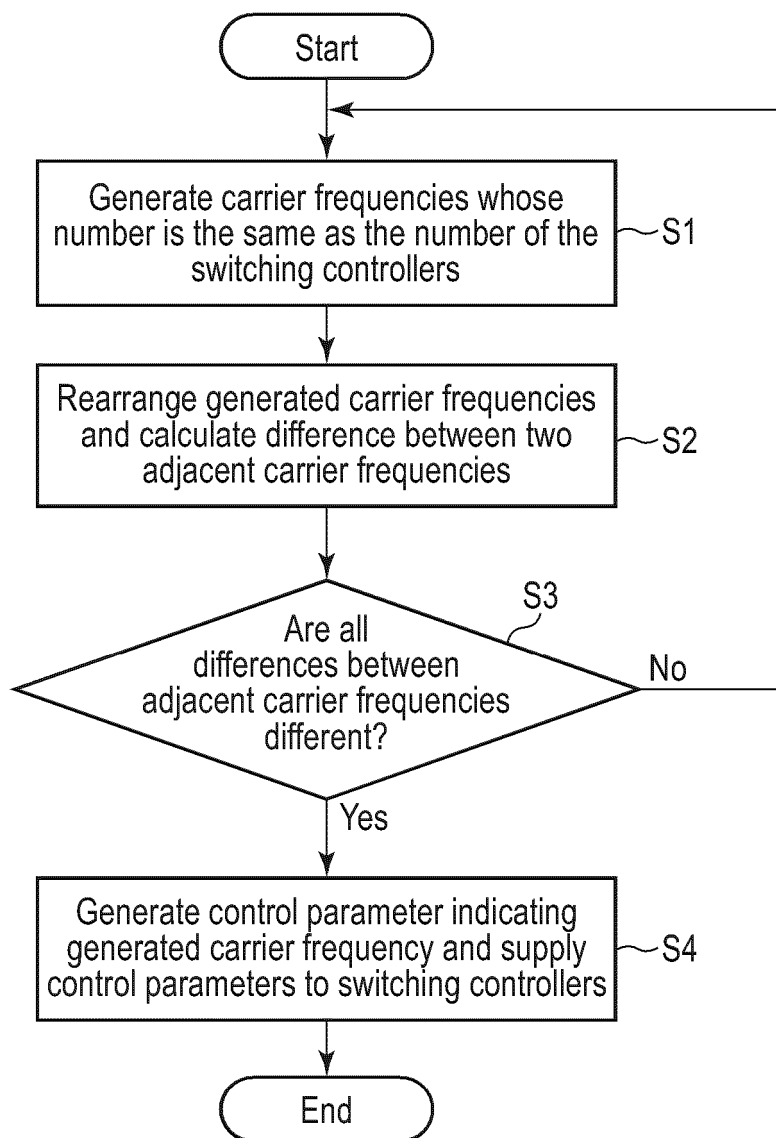 Start
Generate carrier frequencies whose
number is the same as the number of the
switching controllers
S1
Rearrange generated carrier frequencies
and calculate difference between two
adjacent carrier frequencies
S2
S3
Are all
differences between
adjacent carrier frequencies
different?
No
Yes
Generate control parameter indicating
generated carrier frequency and supply
control parameters to switching controllers
S4
End